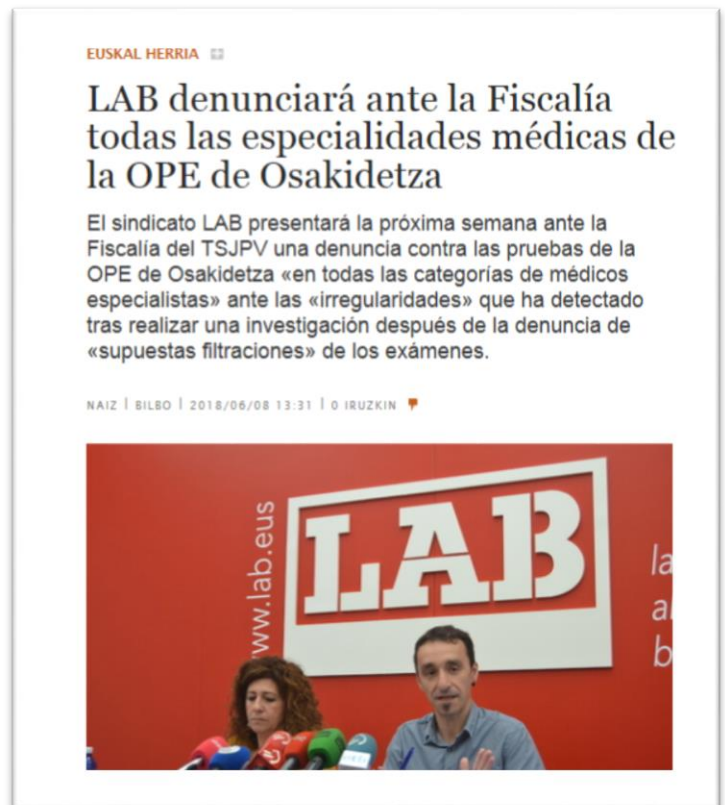 EUSKAL HERRIA
LAB denunciará ante la Fiscalía
todas las especialidades médicas de
la OPE de Osakidetza
El sindicato LAB presentará la próxima semana ante la
Fiscalía del TSJPV una denuncia contra las pruebas de la
OPE de Osakidetza «en todas las categorías de médicos
especialistas» ante las «irregularidades» que ha detectado
tras realizar una investigación después de la denuncia de
«supuestas filtraciones» de los exámenes.
NAIZ | BILBO | 2018/06/08 13:31 | 0 IRUZKIN
www.lab.eus
LAB
la
al
b